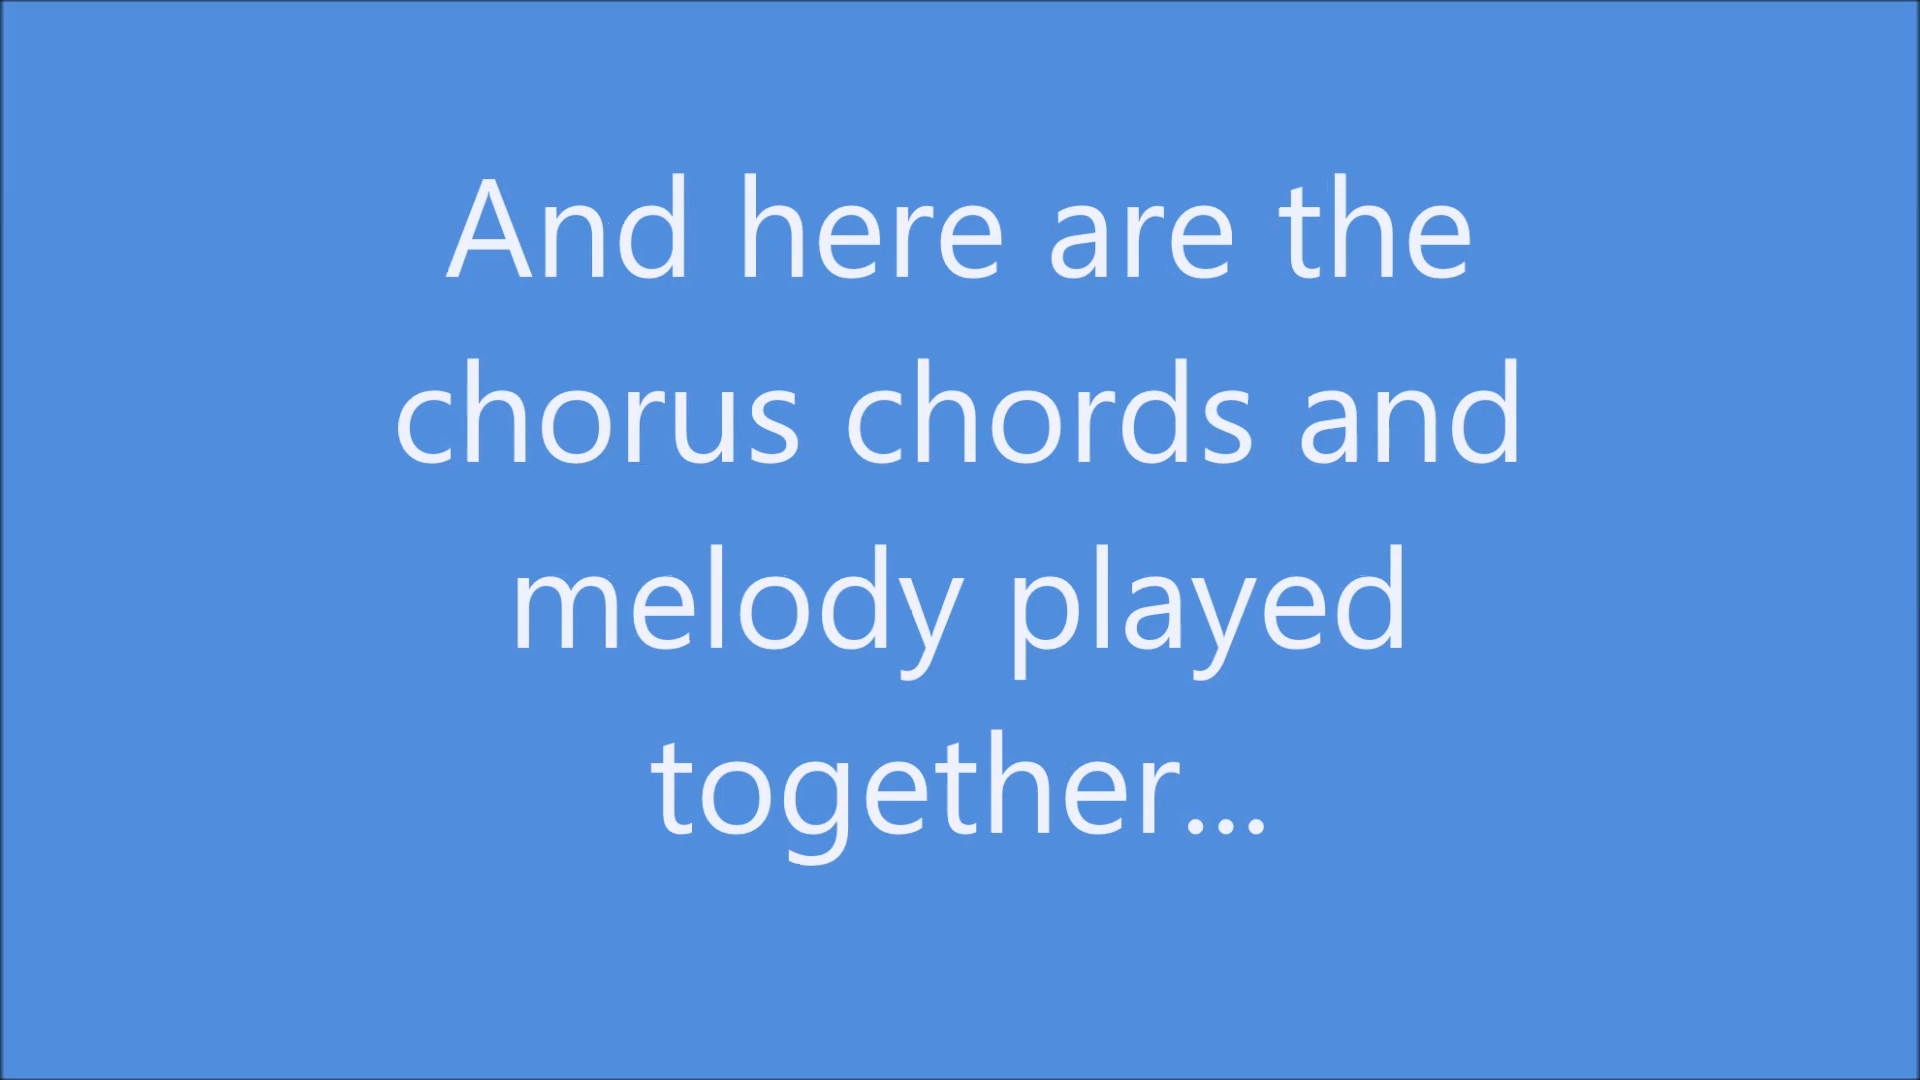 And here are the
chorus chords and
melody played
together...